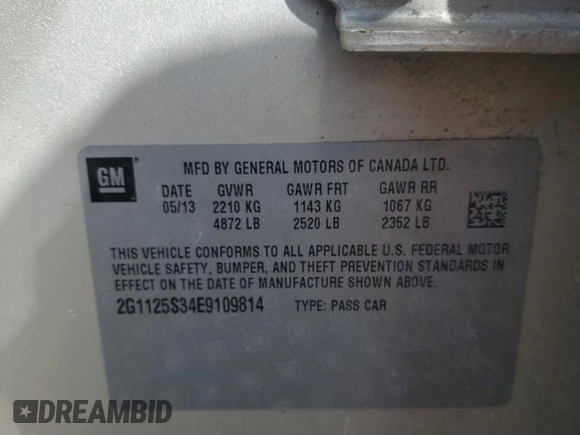 GM
MFD BY GENERAL MOTORS OF CANADA LTD.
DATE GVWR GAWR FRT GAWR RR
05/13 2210 KG 1143 KG 1067 KG
4872 LB 2520 LB 2352 LB
THIS VEHICLE CONFORMS TO ALL APPLICABLE U.S. FEDERAL MOTOR
VEHICLE SAFETY, BUMPER, AND THEFT PREVENTION STANDARDS IN
EFFECT ON THE DATE OF MANUFACTURE SHOWN ABOVE.
2G1125S34E9109814 TYPE: PASS CAR
DREAMBID